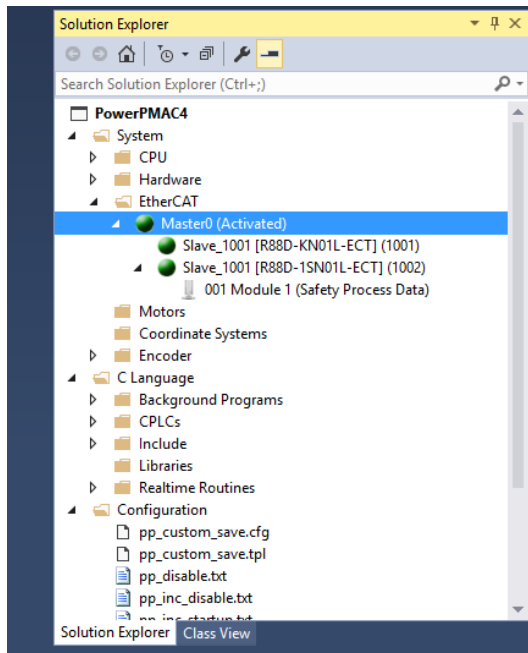 Solution Explorer
Search Solution Explorer (Ctrl+;)
PowerPMAC4
System
CPU
Hardware
EtherCAT
Master0 (Activated)
Slave_1001 [R88D-KN01L-ECT] (1001)
Slave_1001 [R88D-1SN01L-ECT] (1002)
001 Module 1 (Safety Process Data)
Motors
Coordinate Systems
Encoder
C Language
Background Programs
CPLCs
Include
Libraries
Realtime Routines
Configuration
pp_custom_save.cfg
pp_custom_save.tpl
pp_disable.txt
pp_inc_disable.txt
pp_inc_startup.txt
Solution Explorer Class View